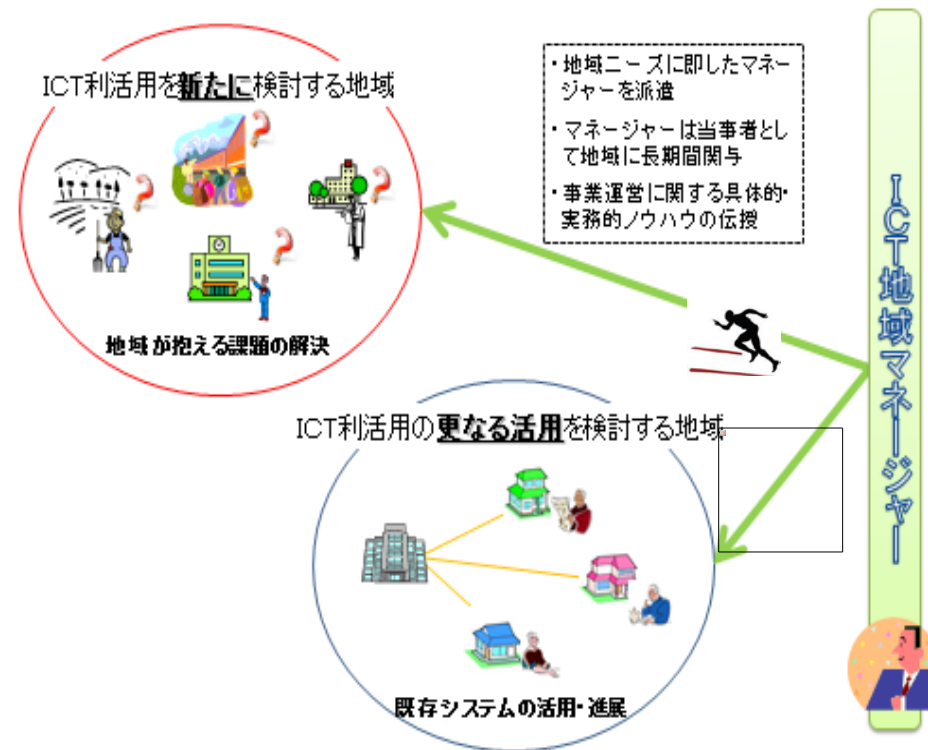 ICT利活用を新たに検討する地域
地域が抱える課題の解決
・地域ニーズに即したマネー
ジャーを派遣
・マネージャーは当事者とし
て地域に長期間関与
・事業運営に関する具体的・
実務的ノウハウの伝授
ICT地域マネージャー
ICT利活用の更なる活用を検討する地域
既存システムの活用・進展